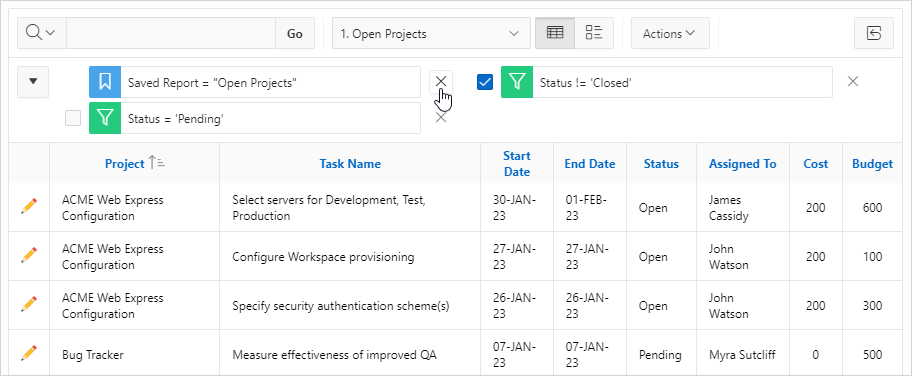 Go
1. Open Projects
Actions
Saved Report = "Open Projects"
Status != 'Closed'
Status = 'Pending'
Project
Task Name
Start
Date
End Date
Status
Assigned To
Cost
Budget
ACME Web Express
Configuration
Select servers for Development, Test,
Production
30-JAN-
23
01-FEB-
23
Open
James
Cassidy
200
600
ACME Web Express
Configuration
Configure Workspace provisioning
27-JAN-
23
27-JAN-
23
Open
John
Watson
200
100
ACME Web Express
Configuration
Specify security authentication scheme(s)
26-JAN-
23
26-JAN-
23
Open
John
Watson
200
300
Bug Tracker
Measure effectiveness of improved QA
07-JAN-
23
07-JAN-
23
Pending
Myra Sutcliff
0
500